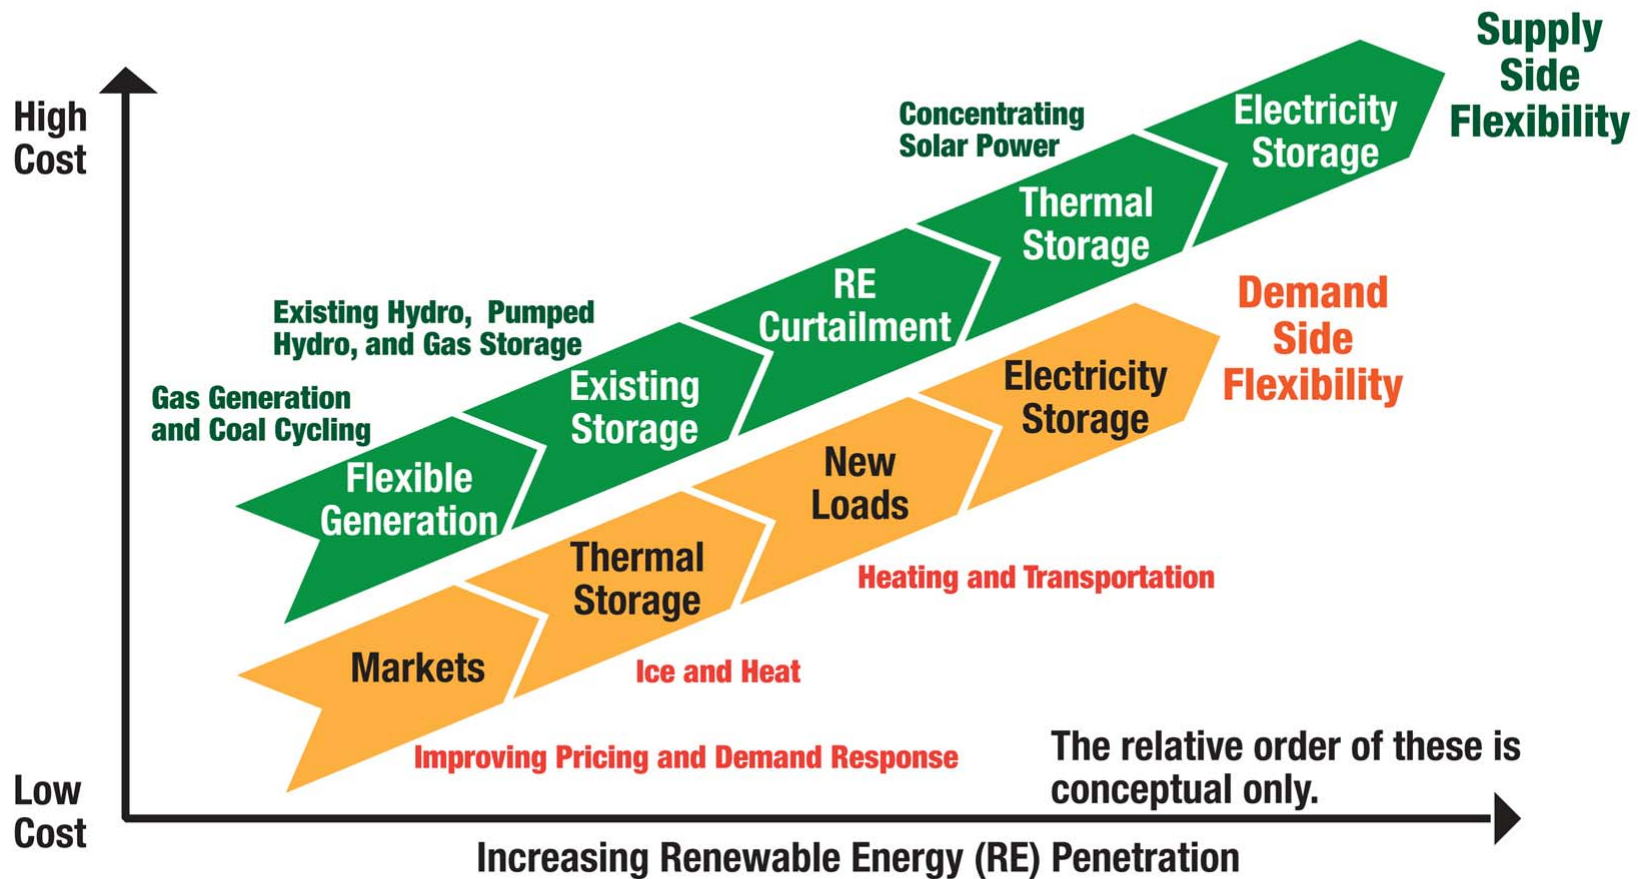 Supply
Side
Flexibility
High
Cost
Concentrating
Solar Power
Electricity
Storage
Thermal
Storage
RE
Curtailment
Existing Hydro,  Pumped
Hydro, and Gas Storage
Existing
Storage
Gas Generation
and Coal Cycling
Flexible
Generation
Demand
Side
Flexibility
Electricity
Storage
New
Loads
Heating and Transportation
Thermal
Storage
Ice and Heat
Markets
Improving Pricing and Demand Response
The relative order of these is
conceptual only.
Low
Cost
Increasing Renewable Energy (RE) Penetration